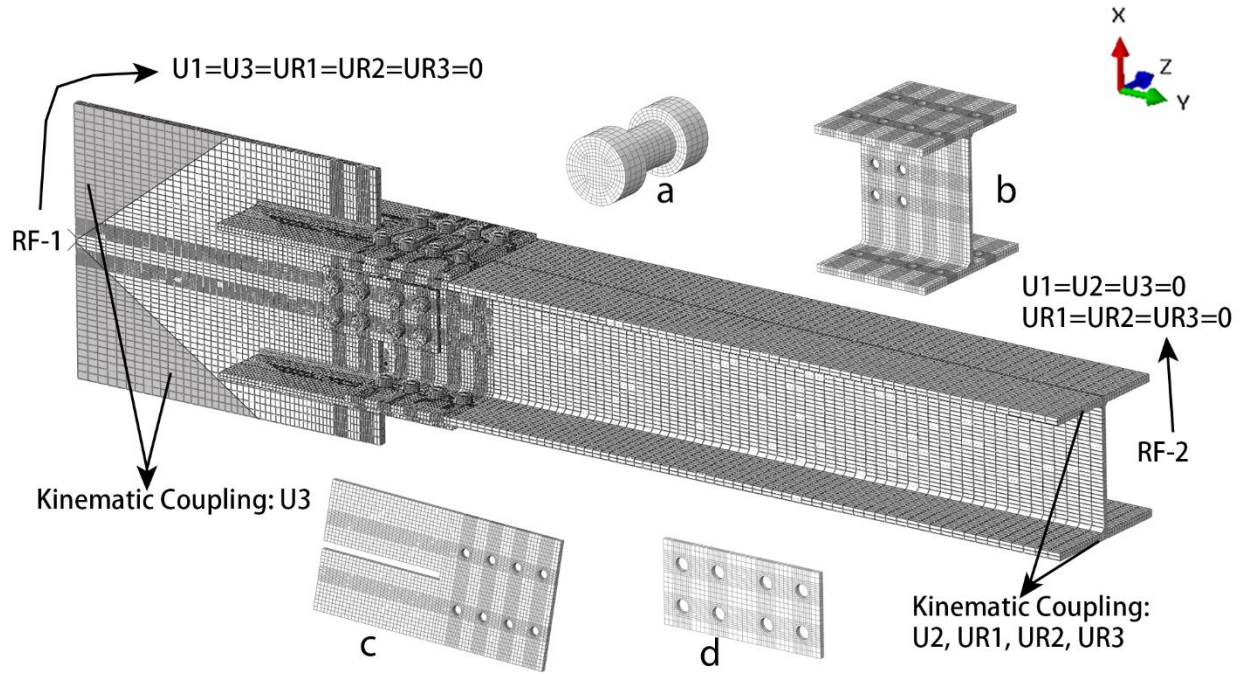 X
Z
Y
U1=U3=UR1=UR2=UR3=0
a
b
RF-1
U1=U2=U3=0
UR1=UR2=UR3=0
RF-2
Kinematic Coupling: U3
c
d
Kinematic Coupling:
U2, UR1, UR2, UR3